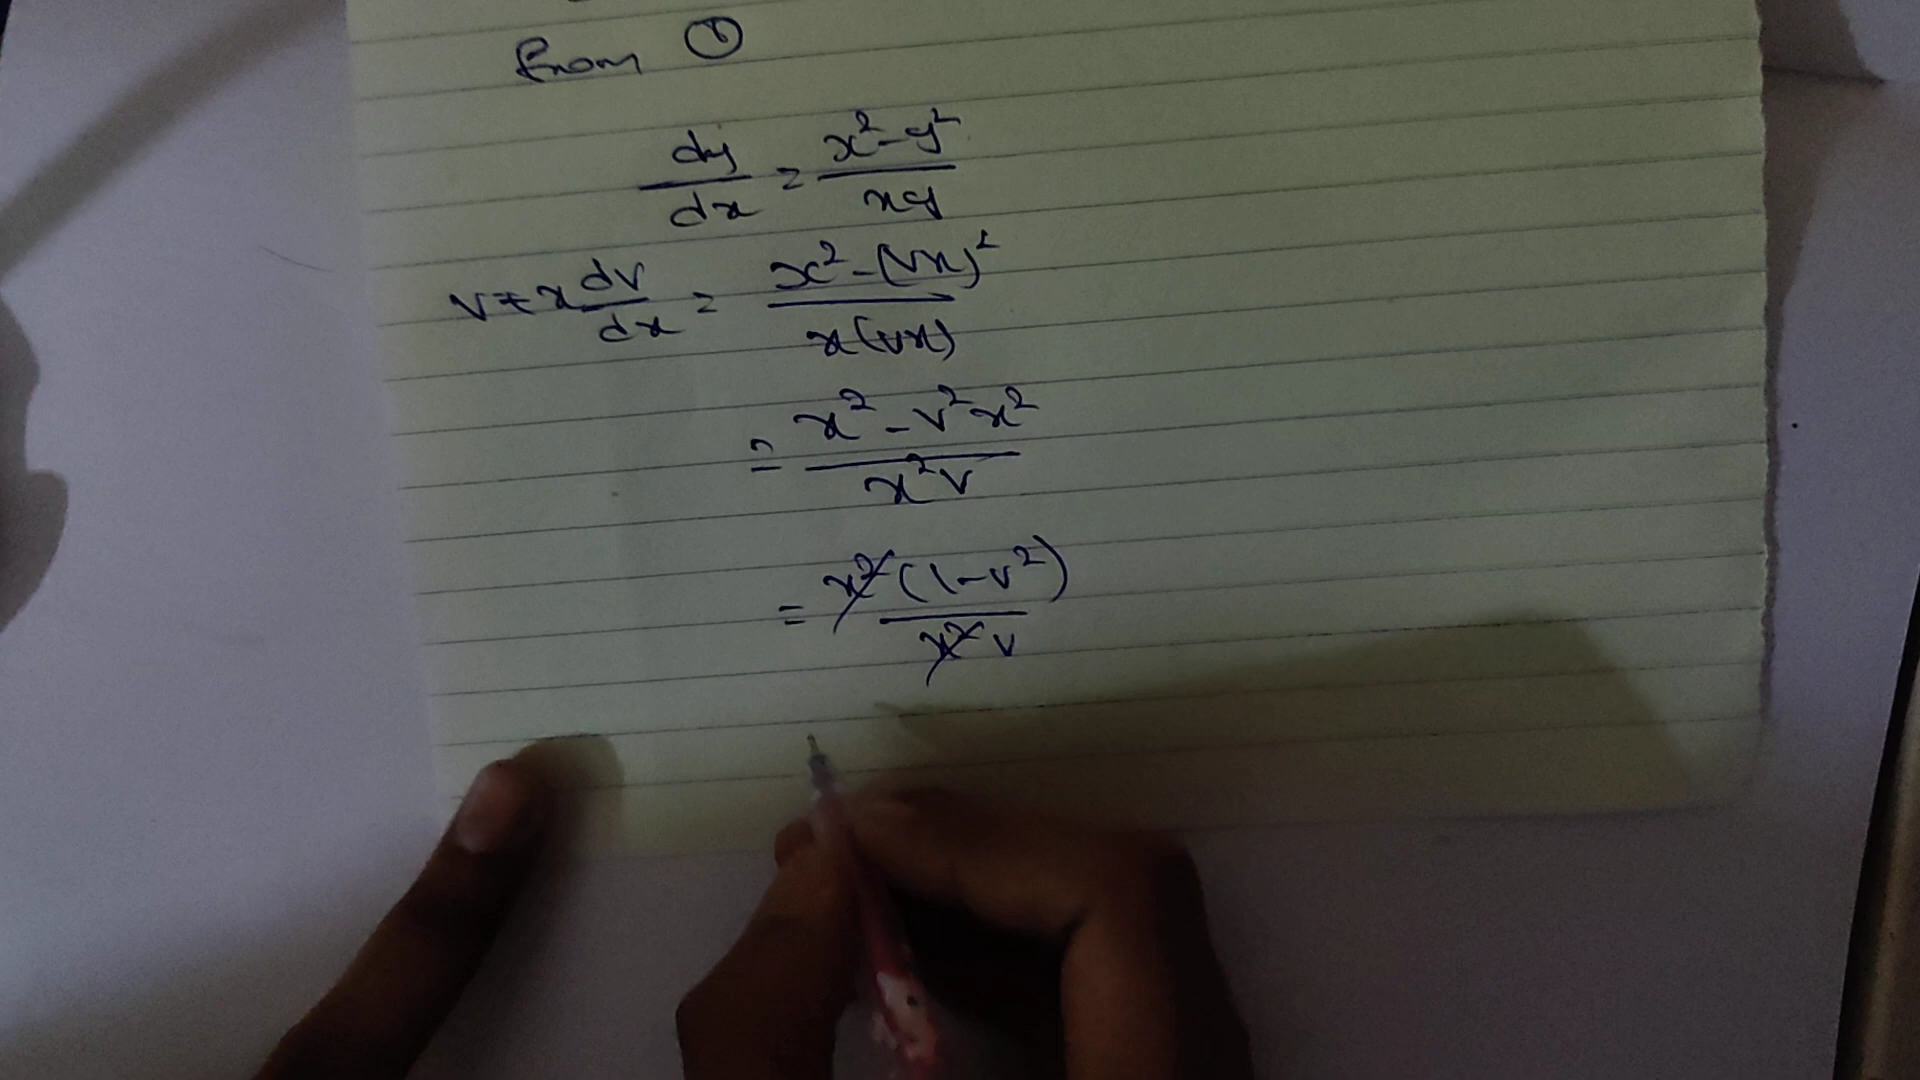 from ①
dy/dx = x² - y² / xy
v + x dv/dx = x² - (vx)² / x(vx)
= x² - v²x² / x²v
= x²(1 - v²) / x²v